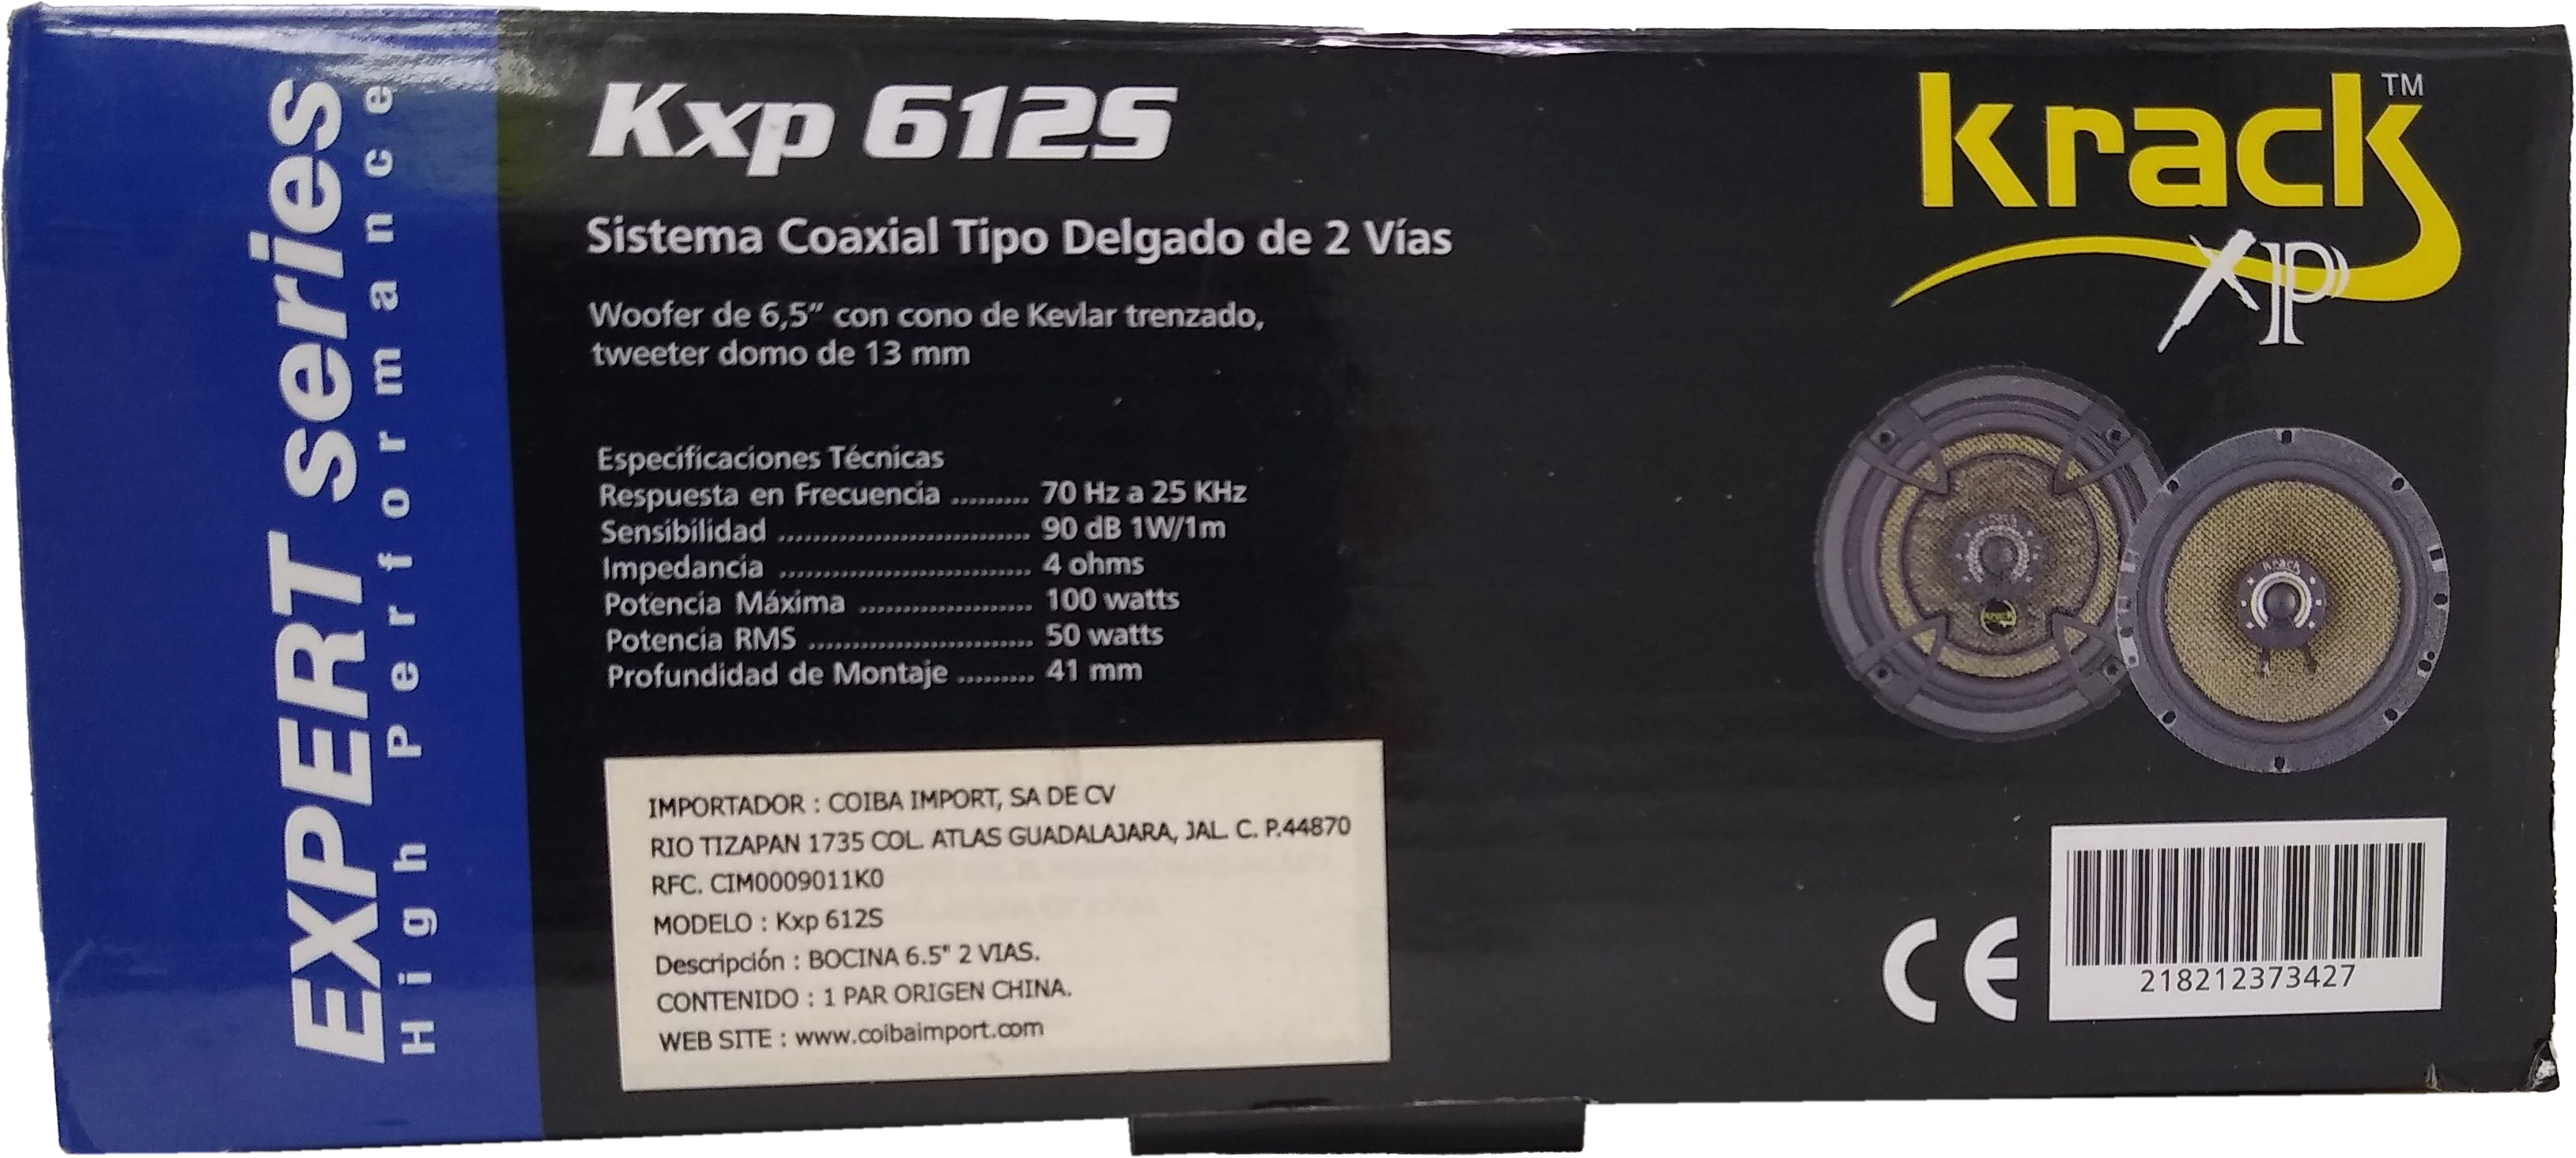 EXPERT series
High Performance
Kxp 612S
Sistema Coaxial Tipo Delgado de 2 Vías
Woofer de 6,5" con cono de Kevlar trenzado,
tweeter domo de 13 mm
Especificaciones Técnicas
Respuesta en Frecuencia ......... 70 Hz a 25 KHz
Sensibilidad ............................. 90 dB 1W/1m
Impedancia ............................. 4 ohms
Potencia Máxima .................... 100 watts
Potencia RMS .......................... 50 watts
Profundidad de Montaje ......... 41 mm
IMPORTADOR : COIBA IMPORT, SA DE CV
RIO TIZAPAN 1735 COL. ATLAS GUADALAJARA, JAL. C. P.44870
RFC. CIM0009011K0
MODELO : Kxp 612S
Descripción : BOCINA 6.5" 2 VIAS.
CONTENIDO : 1 PAR ORIGEN CHINA.
WEB SITE : www.coibaimport.com
krack™
XP
krack
krack
CE
218212373427